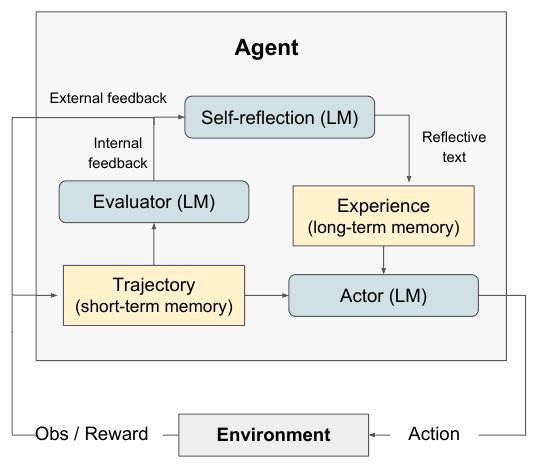 Agent
External feedback
Self-reflection (LM)
Internal
feedback
Reflective
text
Evaluator (LM)
Experience
(long-term memory)
Trajectory
(short-term memory)
Actor (LM)
Obs / Reward
Environment
Action